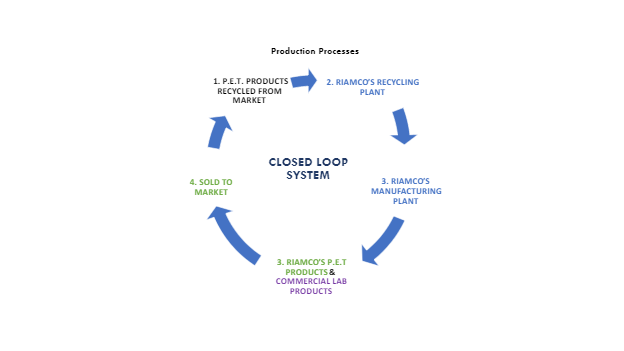 Production Processes
1. P.E.T. PRODUCTS
RECYCLED FROM
MARKET
2. RIAMCO'S RECYCLING
PLANT
3. RIAMCO'S
MANUFACTURING
PLANT
3. RIAMCO'S P.E.T
PRODUCTS &
COMMERCIAL LAB
PRODUCTS
4. SOLD TO
MARKET
CLOSED LOOP
SYSTEM